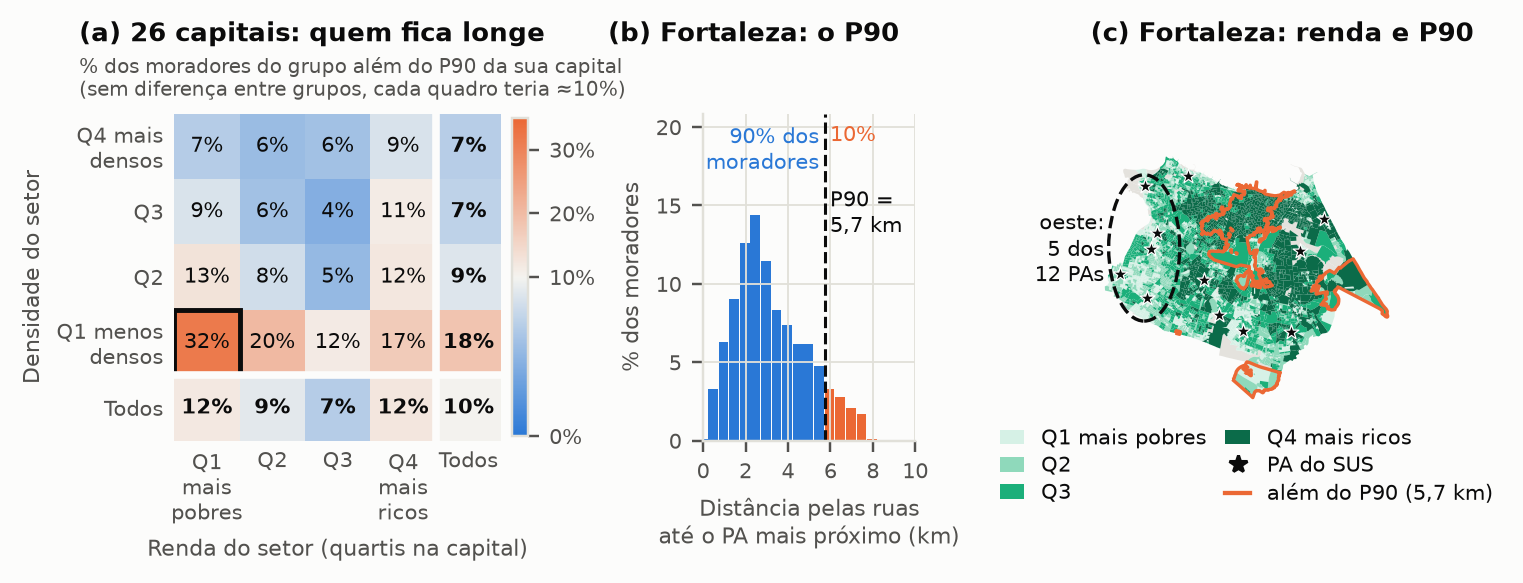 (a) 26 capitais: quem fica longe
% dos moradores do grupo além do P90 da sua capital
(sem diferença entre grupos, cada quadro teria ≈10%)
Densidade do setor
Q4 mais
densos
7% 6% 6% 9% 7%
Q3
9% 6% 4% 11% 7%
Q2
13% 8% 5% 12% 9%
Q1 menos
densos
32% 20% 12% 17% 18%
Todos
12% 9% 7% 12% 10%
Q1
mais
pobres
Q2
Q3
Q4
mais
ricos
Todos
Renda do setor (quartis na capital)
30%
20%
10%
0%
(b) Fortaleza: o P90
% dos moradores
20
15
10
5
0
90% dos
moradores
10%
P90 =
5,7 km
0 2 4 6 8 10
Distância pelas ruas
até o PA mais próximo (km)
(c) Fortaleza: renda e P90
oeste:
5 dos
12 PAs
Q1 mais pobres
Q2
Q3
Q4 mais ricos
PA do SUS
além do P90 (5,7 km)